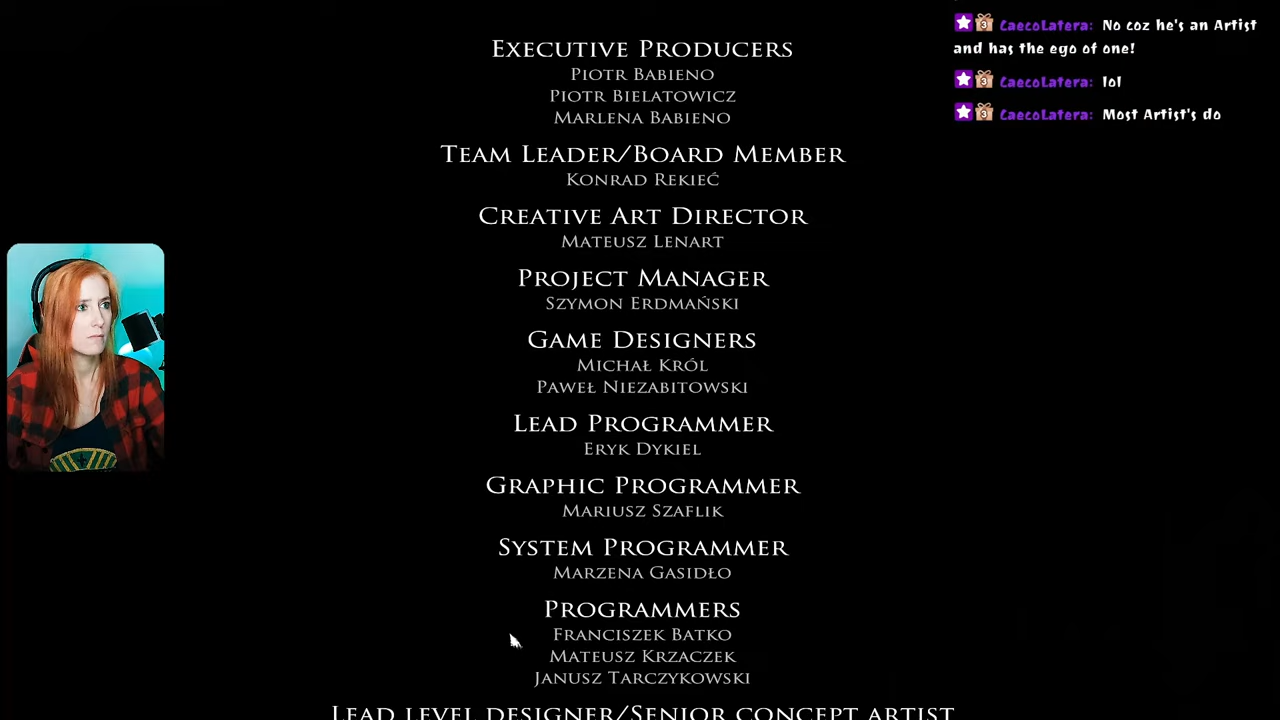 EXECUTIVE PRODUCERS
PIOTR BABIENO
PIOTR BIELATOWICZ
MARLENA BABIENO
TEAM LEADER/BOARD MEMBER
KONRAD REKIEĆ
CREATIVE ART DIRECTOR
MATEUSZ LENART
PROJECT MANAGER
SZYMON ERDMAŃSKI
GAME DESIGNERS
MICHAŁ KRÓL
PAWEŁ NIEZABITOWSKI
LEAD PROGRAMMER
ERYK DYKIEL
GRAPHIC PROGRAMMER
MARIUSZ SZAFLIK
SYSTEM PROGRAMMER
MARZENA GASIDŁO
PROGRAMMERS
FRANCISZEK BATKO
MATEUSZ KRZACZEK
JANUSZ TARCZYKOWSKI
LEAD LEVEL DESIGNER/SENIOR CONCEPT ARTIST
3 CaecoLatera: No coz he's an Artist
and has the ego of one!
3 CaecoLatera: lol
3 CaecoLatera: Most Artist's do